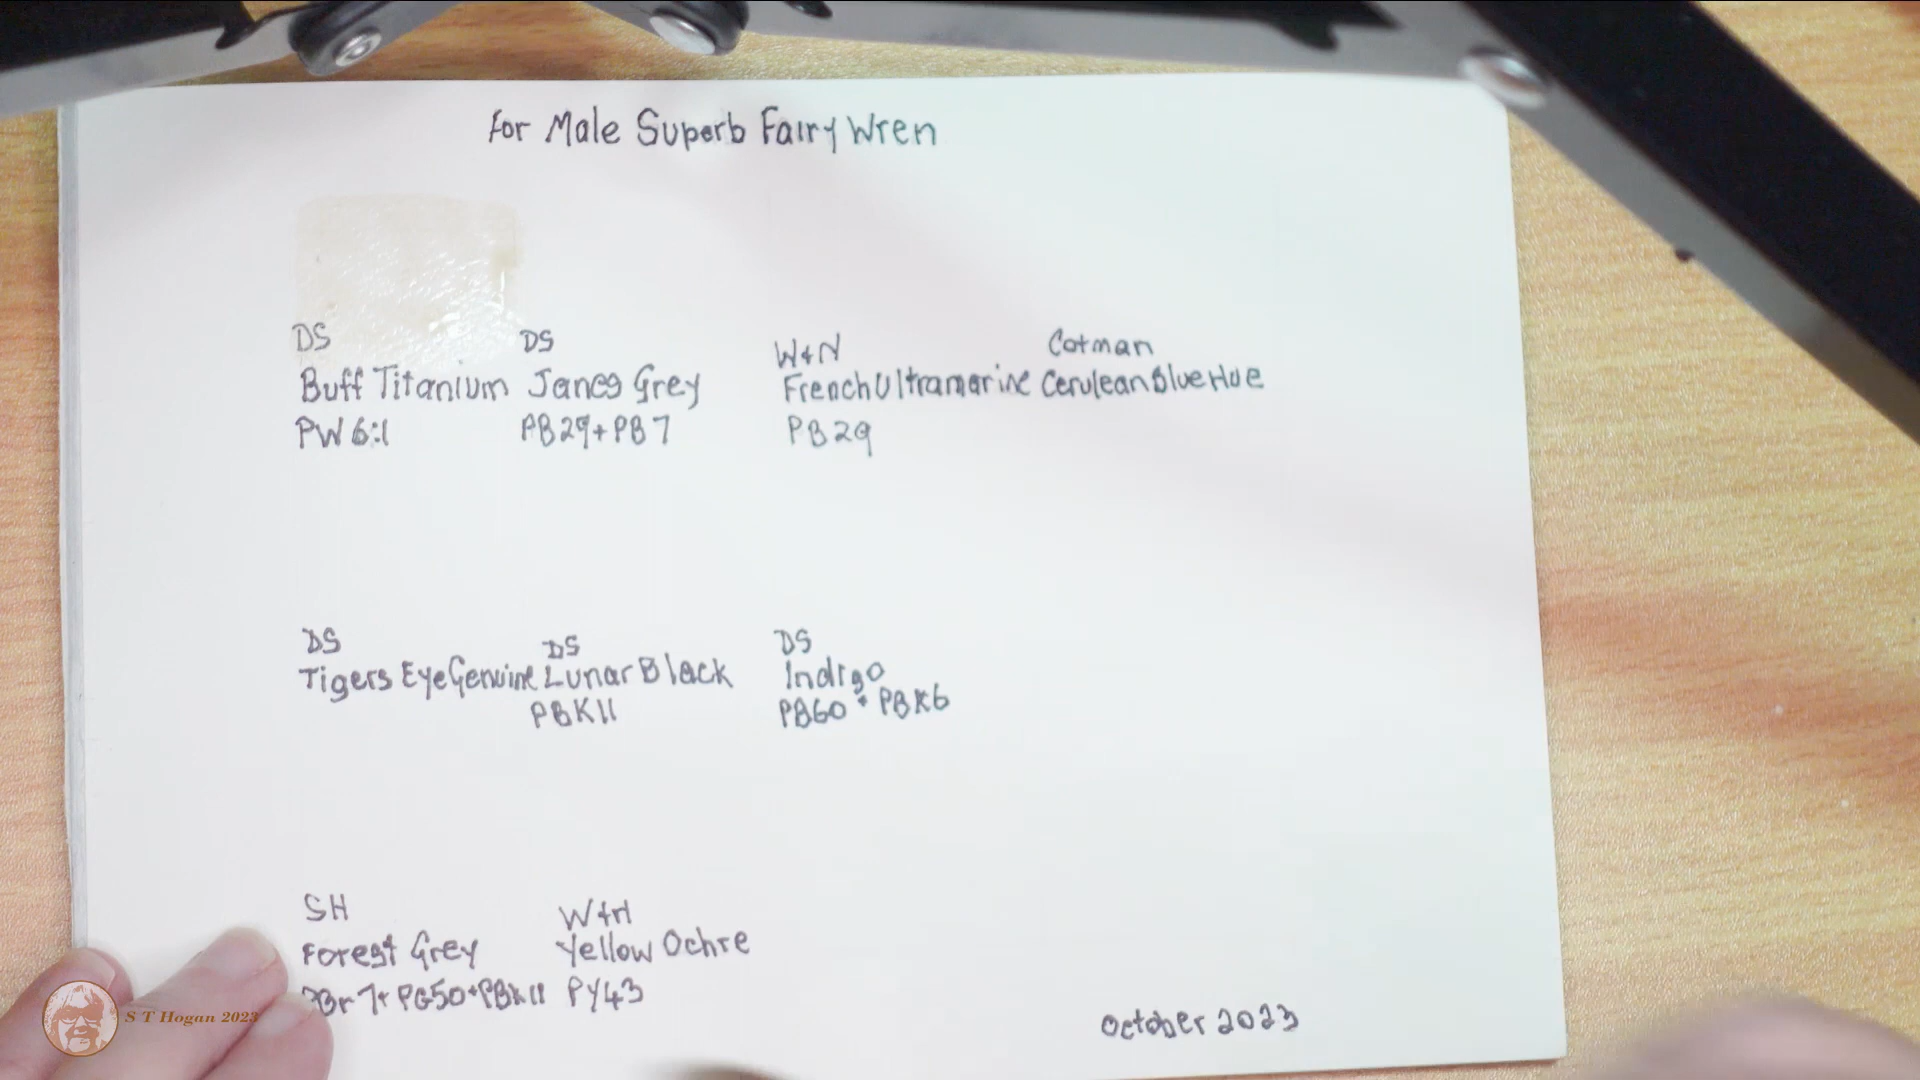 For Male Superb Fairy Wren
DS DS W&N Cotman
Buff Titanium Janes Grey French Ultramarine Cerulean Blue Hue
PW 6:1 PB29+PB7 PB29
DS DS DS
Tigers Eye Genuine Lunar Black Indigo
PBK11 PB60 + PBK6
SH W+N
Forest Grey Yellow Ochre
PBr7+PG50+PBk11 PY43
October 2023
S T Hogan 2023